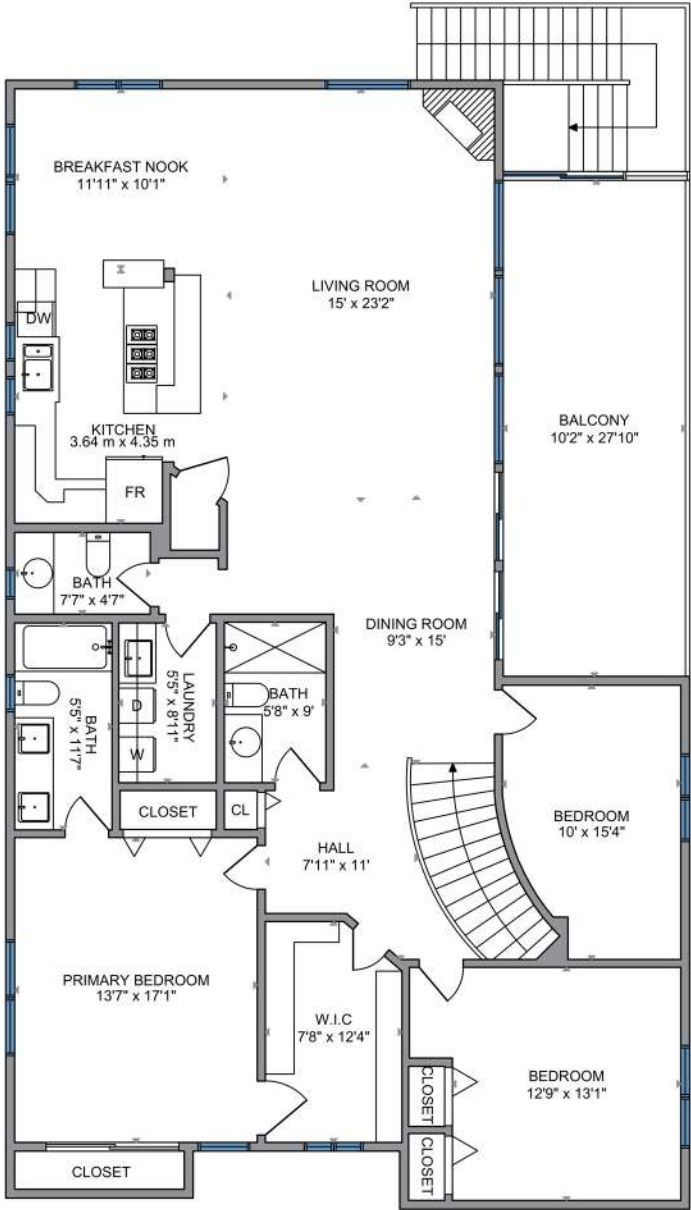 BREAKFAST NOOK
11'11" x 10'1"
LIVING ROOM
15' x 23'2"
DW
BALCONY
10'2" x 27'10"
KITCHEN
3.64 m x 4.35 m
FR
BATH
7'7" x 4'7"
DINING ROOM
9'3" x 15'
BATH
5'5" x 11'7"
LAUNDRY
5'5" x 8'11"
D
W
BATH
5'8" x 9'
CLOSET
CL
BEDROOM
10' x 15'4"
HALL
7'11" x 11'
PRIMARY BEDROOM
13'7" x 17'1"
W.I.C
7'8" x 12'4"
BEDROOM
12'9" x 13'1"
CLOSET
CLOSET
CLOSET